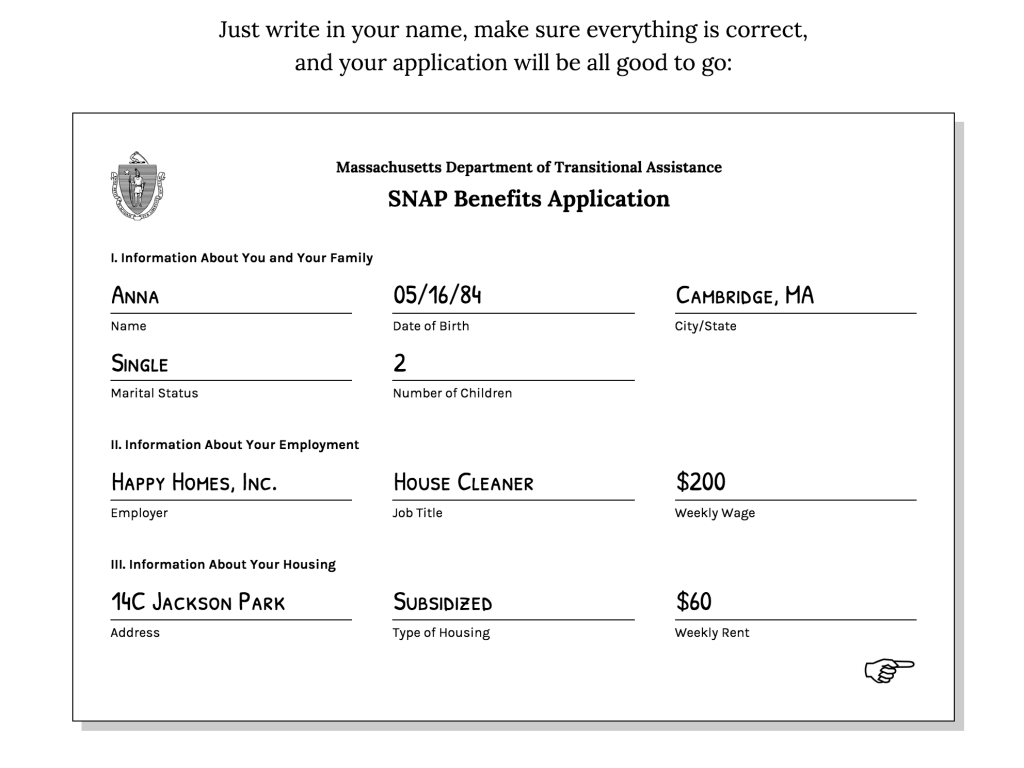 Just write in your name, make sure everything is correct,
and your application will be all good to go:
Massachusetts Department of Transitional Assistance
SNAP Benefits Application
I. Information About You and Your Family
Anna 05/16/84 Cambridge, MA
Name Date of Birth City/State
Single 2
Marital Status Number of Children
II. Information About Your Employment
Happy Homes, Inc. House Cleaner $200
Employer Job Title Weekly Wage
III. Information About Your Housing
14C Jackson Park Subsidized $60
Address Type of Housing Weekly Rent